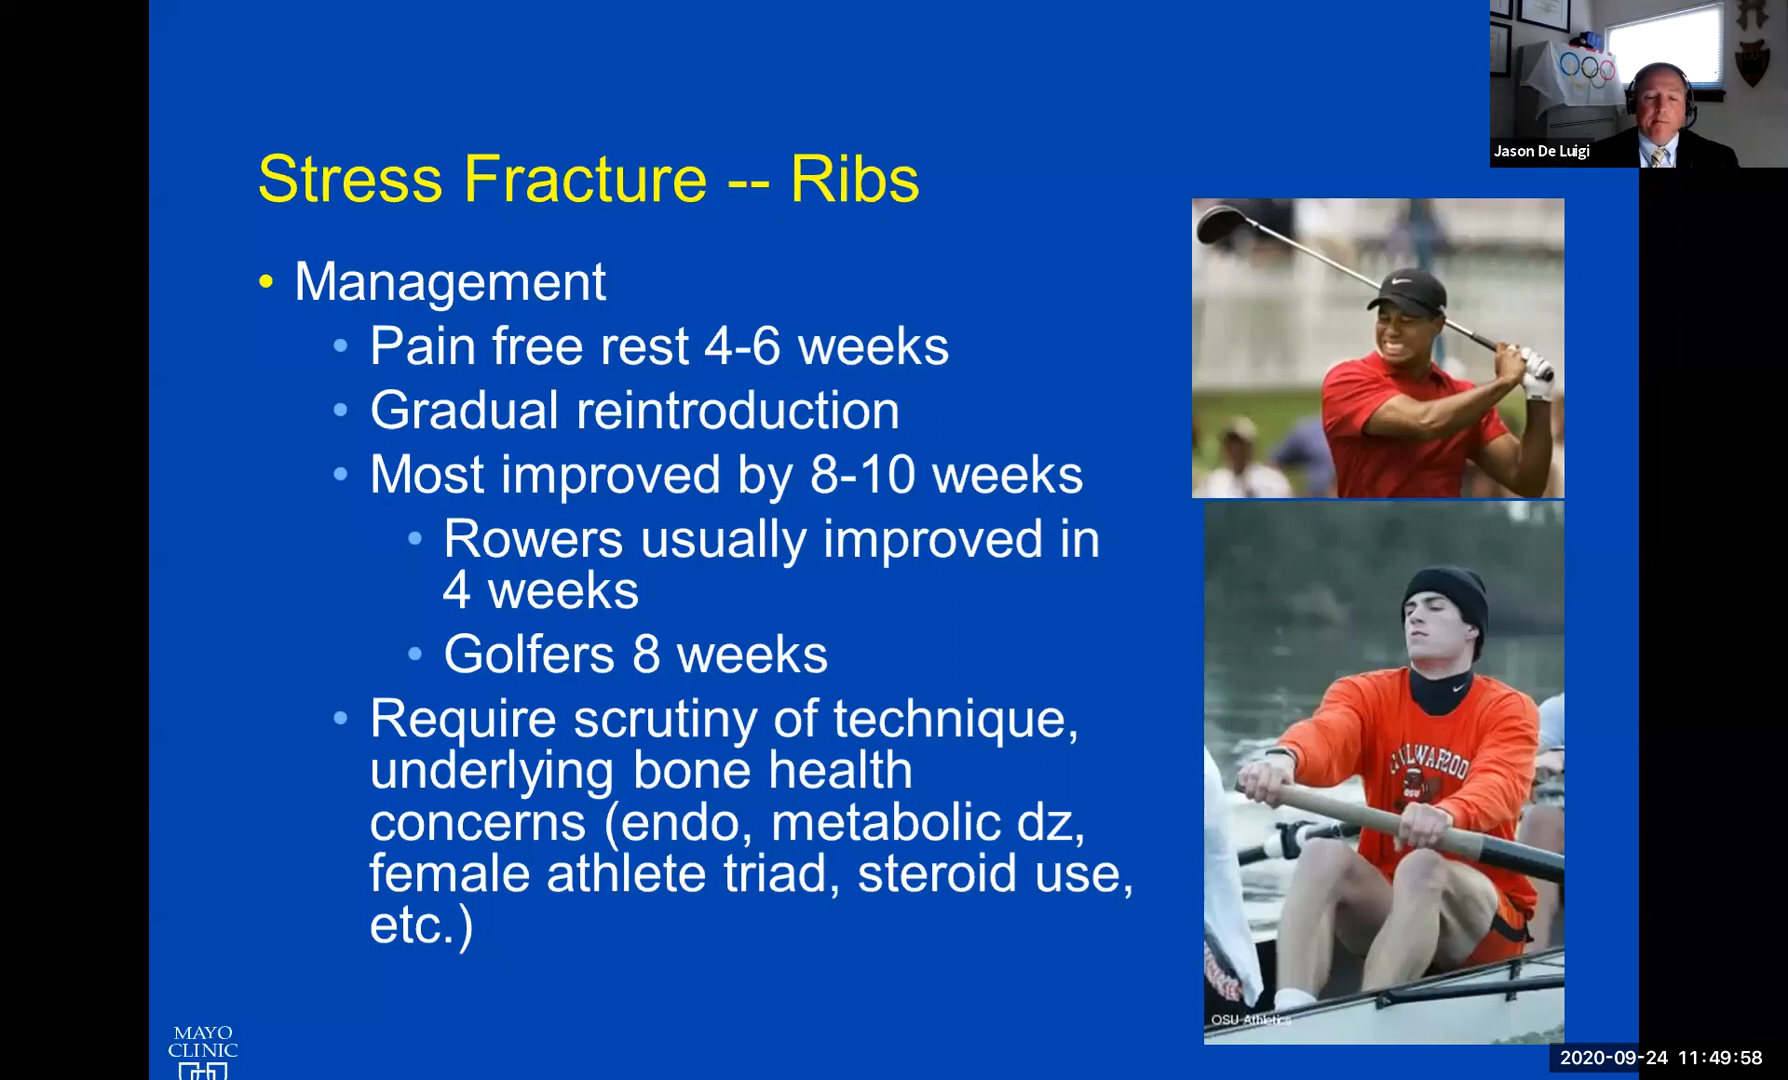 Jason De Luigi
Stress Fracture -- Ribs
• Management
• Pain free rest 4-6 weeks
• Gradual reintroduction
• Most improved by 8-10 weeks
• Rowers usually improved in
4 weeks
• Golfers 8 weeks
• Require scrutiny of technique,
underlying bone health
concerns (endo, metabolic dz,
female athlete triad, steroid use,
etc.)
OSU
OSU Athletics
MAYO
CLINIC
2020-09-24 11:49:58